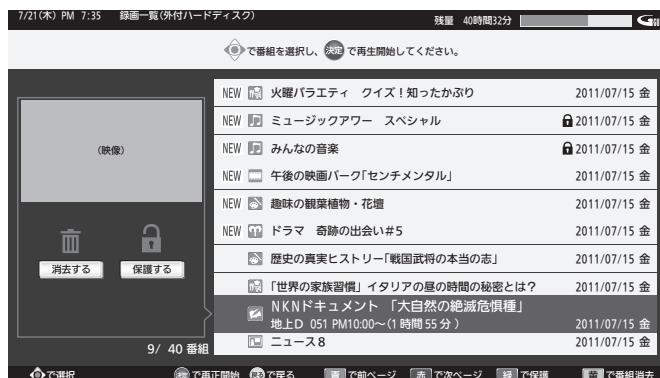 7/21(木) PM 7:35 録画一覧(外付ハードディスク) 残量 40時間32分
で番組を選択し、決定 で再生開始してください。
NEW 火曜バラエティ クイズ!知ったかぶり 2011/07/15 金
NEW ミュージックアワー スペシャル 2011/07/15 金
(映像)
NEW みんなの音楽 2011/07/15 金
NEW 午後の映画パーク「センチメンタル」 2011/07/15 金
NEW 趣味の観葉植物・花壇 2011/07/15 金
NEW ドラマ 奇跡の出会い#5 2011/07/15 金
消去する 保護する
歴史の真実ヒストリー「戦国武将の本当の志」 2011/07/15 金
「世界の家族習慣」イタリアの昼の時間の秘密とは? 2011/07/15 金
NKNドキュメント 「大自然の絶滅危惧種」
地上D 051 PM10:00〜(1時間 55 分 ) 2011/07/15 金
9/ 40 番組
ニュース8 2011/07/15 金
で選択 決定 で再正開始 戻る で戻る 青 で前ページ 赤 で次ページ 緑 で保護 黄 で番組消去